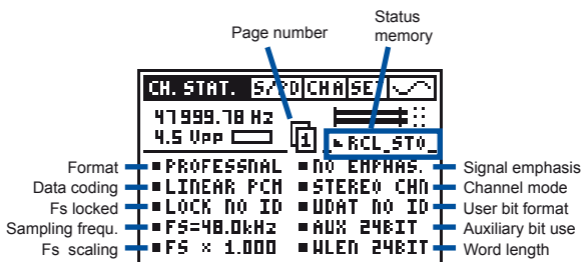 Page number
Status
memory
CH. STAT. S/PD CHA SET
47999.78 Hz
4.5 Vpp
1
RCL_STO_
Format PROFESSNAL NO EMPHAS. Signal emphasis
Data coding LINEAR PCM STEREO CHN Channel mode
Fs locked LOCK NO ID UDAT NO ID User bit format
Sampling frequ. FS=48.0kHz AUX 24BIT Auxiliary bit use
Fs scaling FS × 1.000 WLEN 24BIT Word length